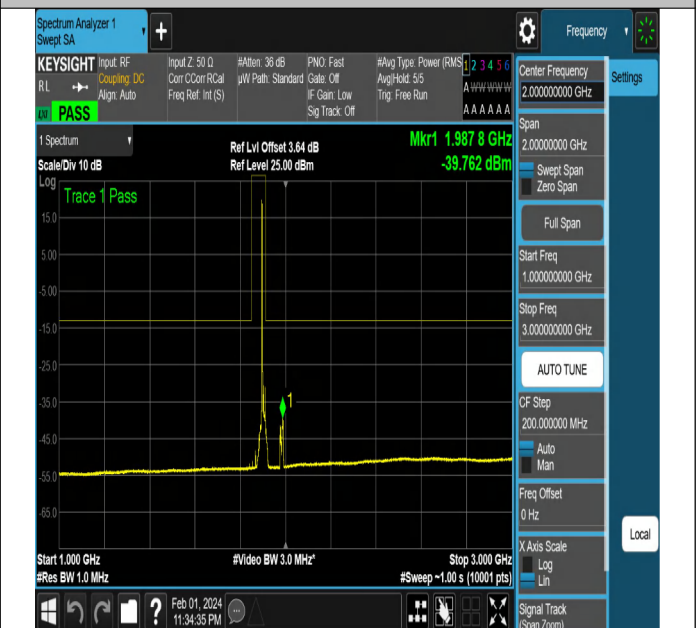 Spectrum Analyzer 1
Swept SA
+
Frequency
KEYSIGHT
RL
Input: RF
Coupling: DC
Align: Auto
Input Z: 50 Ω
Corr CCorr RCal
Freq Ref: Int (S)
#Atten: 36 dB
µW Path: Standard
PNO: Fast
Gate: Off
IF Gain: Low
Sig Track: Off
#Avg Type: Power (RMS
Avg|Hold: 5/5
Trig: Free Run
1 2 3 4 5 6
A W W W W W
A A A A A A
PASS
1 Spectrum
Scale/Div 10 dB
Log
Ref Lvl Offset 3.64 dB
Ref Level 25.00 dBm
Mkr1 1.987 8 GHz
-39.762 dBm
Trace 1 Pass
15.0
5.00
-5.00
-15.0
-25.0
-35.0
-45.0
-55.0
-65.0
1
Start 1.000 GHz
#Res BW 1.0 MHz
#Video BW 3.0 MHz*
Stop 3.000 GHz
#Sweep ~1.00 s (10001 pts)
Center Frequency
2.000000000 GHz
Settings
Span
2.00000000 GHz
Swept Span
Zero Span
Full Span
Start Freq
1.000000000 GHz
Stop Freq
3.000000000 GHz
AUTO TUNE
CF Step
200.000000 MHz
Auto
Man
Freq Offset
0 Hz
X Axis Scale
Log
Lin
Signal Track
(Span Zoom)
Local
?
Feb 01, 2024
11:34:35 PM